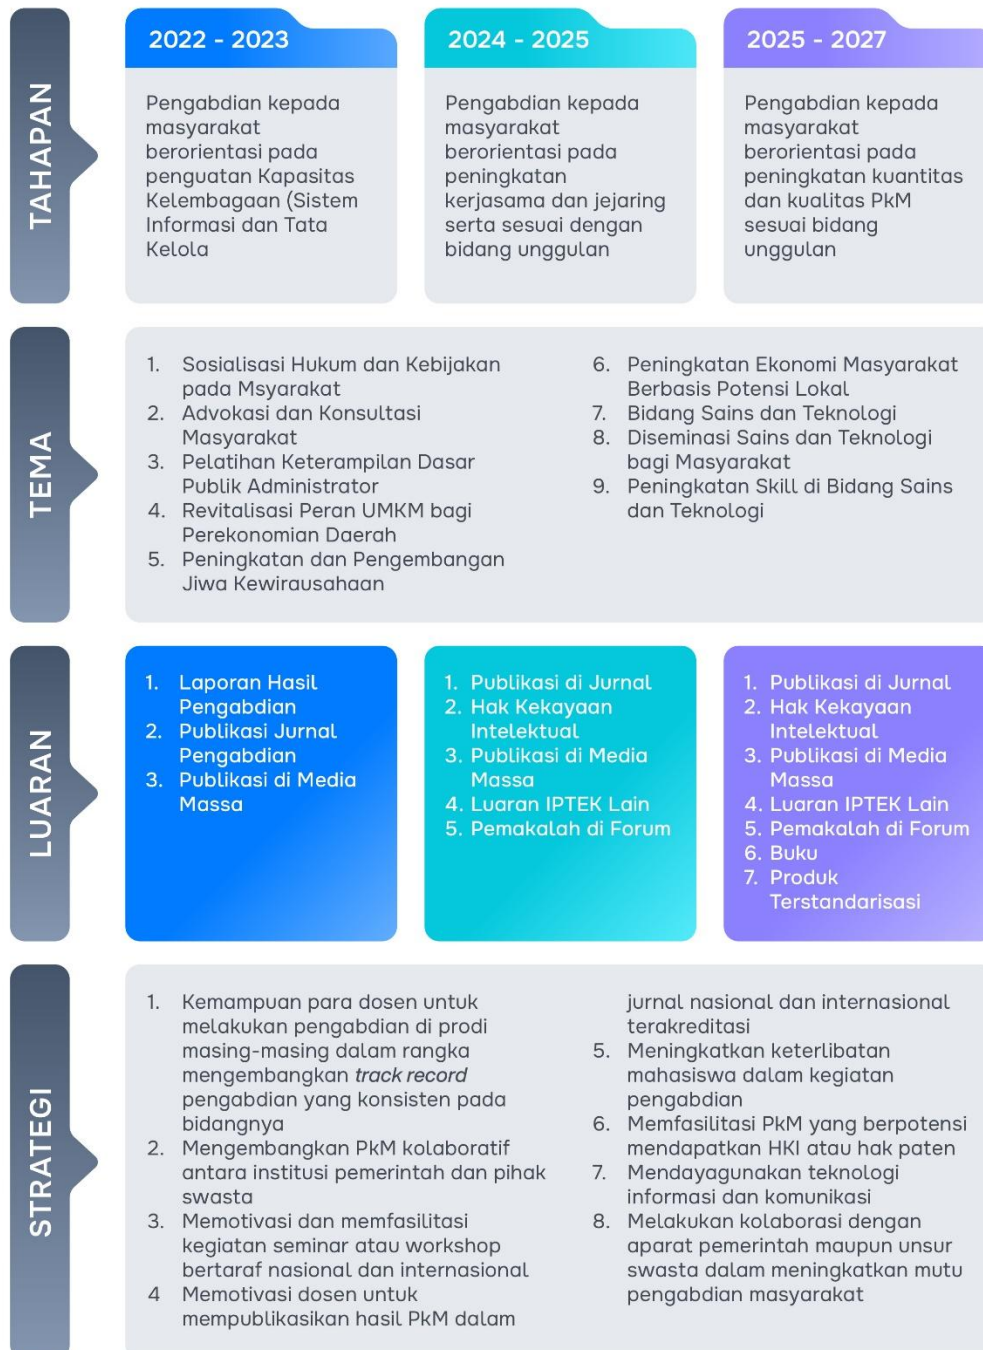 TAHAPAN
2022 - 2023
Pengabdian kepada
masyarakat
berorientasi pada
penguatan Kapasitas
Kelembagaan (Sistem
Informasi dan Tata
Kelola
2024 - 2025
Pengabdian kepada
masyarakat
berorientasi pada
peningkatan
kerjasama dan jejaring
serta sesuai dengan
bidang unggulan
2025 - 2027
Pengabdian kepada
masyarakat
berorientasi pada
peningkatan kuantitas
dan kualitas PkM
sesuai bidang
unggulan
TEMA
1. Sosialisasi Hukum dan Kebijakan
pada Msyarakat
2. Advokasi dan Konsultasi
Masyarakat
3. Pelatihan Keterampilan Dasar
Publik Administrator
4. Revitalisasi Peran UMKM bagi
Perekonomian Daerah
5. Peningkatan dan Pengembangan
Jiwa Kewirausahaan
6. Peningkatan Ekonomi Masyarakat
Berbasis Potensi Lokal
7. Bidang Sains dan Teknologi
8. Diseminasi Sains dan Teknologi
bagi Masyarakat
9. Peningkatan Skill di Bidang Sains
dan Teknologi
LUARAN
1. Laporan Hasil
Pengabdian
2. Publikasi Jurnal
Pengabdian
3. Publikasi di Media
Massa
1. Publikasi di Jurnal
2. Hak Kekayaan
Intelektual
3. Publikasi di Media
Massa
4. Luaran IPTEK Lain
5. Pemakalah di Forum
1. Publikasi di Jurnal
2. Hak Kekayaan
Intelektual
3. Publikasi di Media
Massa
4. Luaran IPTEK Lain
5. Pemakalah di Forum
6. Buku
7. Produk
Terstandarisasi
STRATEGI
1. Kemampuan para dosen untuk
melakukan pengabdian di prodi
masing-masing dalam rangka
mengembangkan track record
pengabdian yang konsisten pada
bidangnya
2. Mengembangkan PkM kolaboratif
antara institusi pemerintah dan pihak
swasta
3. Memotivasi dan memfasilitasi
kegiatan seminar atau workshop
bertaraf nasional dan internasional
4 Memotivasi dosen untuk
mempublikasikan hasil PkM dalam
jurnal nasional dan internasional
terakreditasi
5. Meningkatkan keterlibatan
mahasiswa dalam kegiatan
pengabdian
6. Memfasilitasi PkM yang berpotensi
mendapatkan HKI atau hak paten
7. Mendayagunakan teknologi
informasi dan komunikasi
8. Melakukan kolaborasi dengan
aparat pemerintah maupun unsur
swasta dalam meningkatkan mutu
pengabdian masyarakat